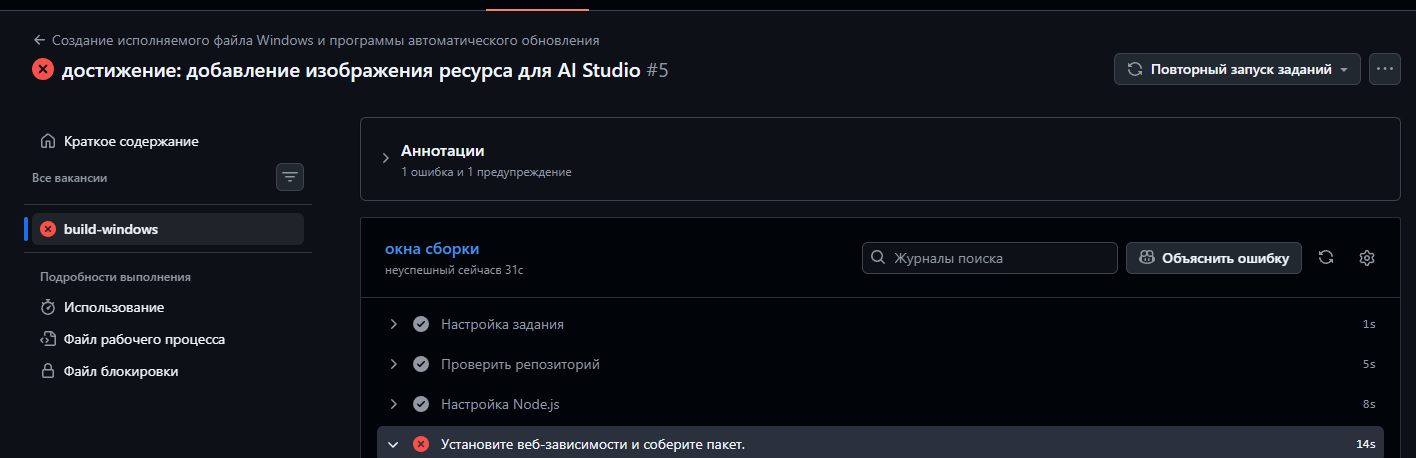 Создание исполняемого файла Windows и программы автоматического обновления
достижение: добавление изображения ресурса для AI Studio #5
Повторный запуск заданий
Краткое содержание
Все вакансии
build-windows
Подробности выполнения
Использование
Файл рабочего процесса
Файл блокировки
Аннотации
1 ошибка и 1 предупреждение
окна сборки
неуспешный сейчасв 31с
Журналы поиска
Объяснить ошибку
Настройка задания 1s
Проверить репозиторий 5s
Настройка Node.js 8s
Установите веб-зависимости и соберите пакет. 14s